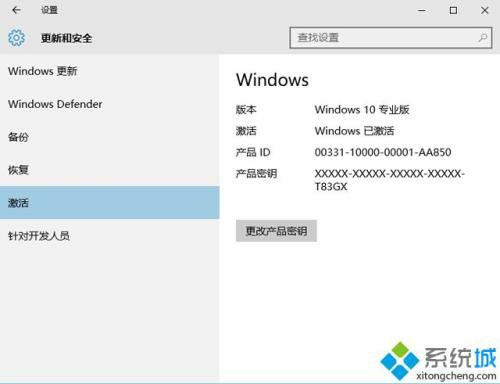 设置
更新和安全
查找设置
Windows 更新
Windows Defender
备份
恢复
激活
针对开发人员
Windows
版本 Windows 10 专业版
激活 Windows 已激活
产品 ID 00331-10000-00001-AA850
产品密钥 XXXXX-XXXXX-XXXXX-XXXXX-
T83GX
更改产品密钥
系统城
xitongcheng.com